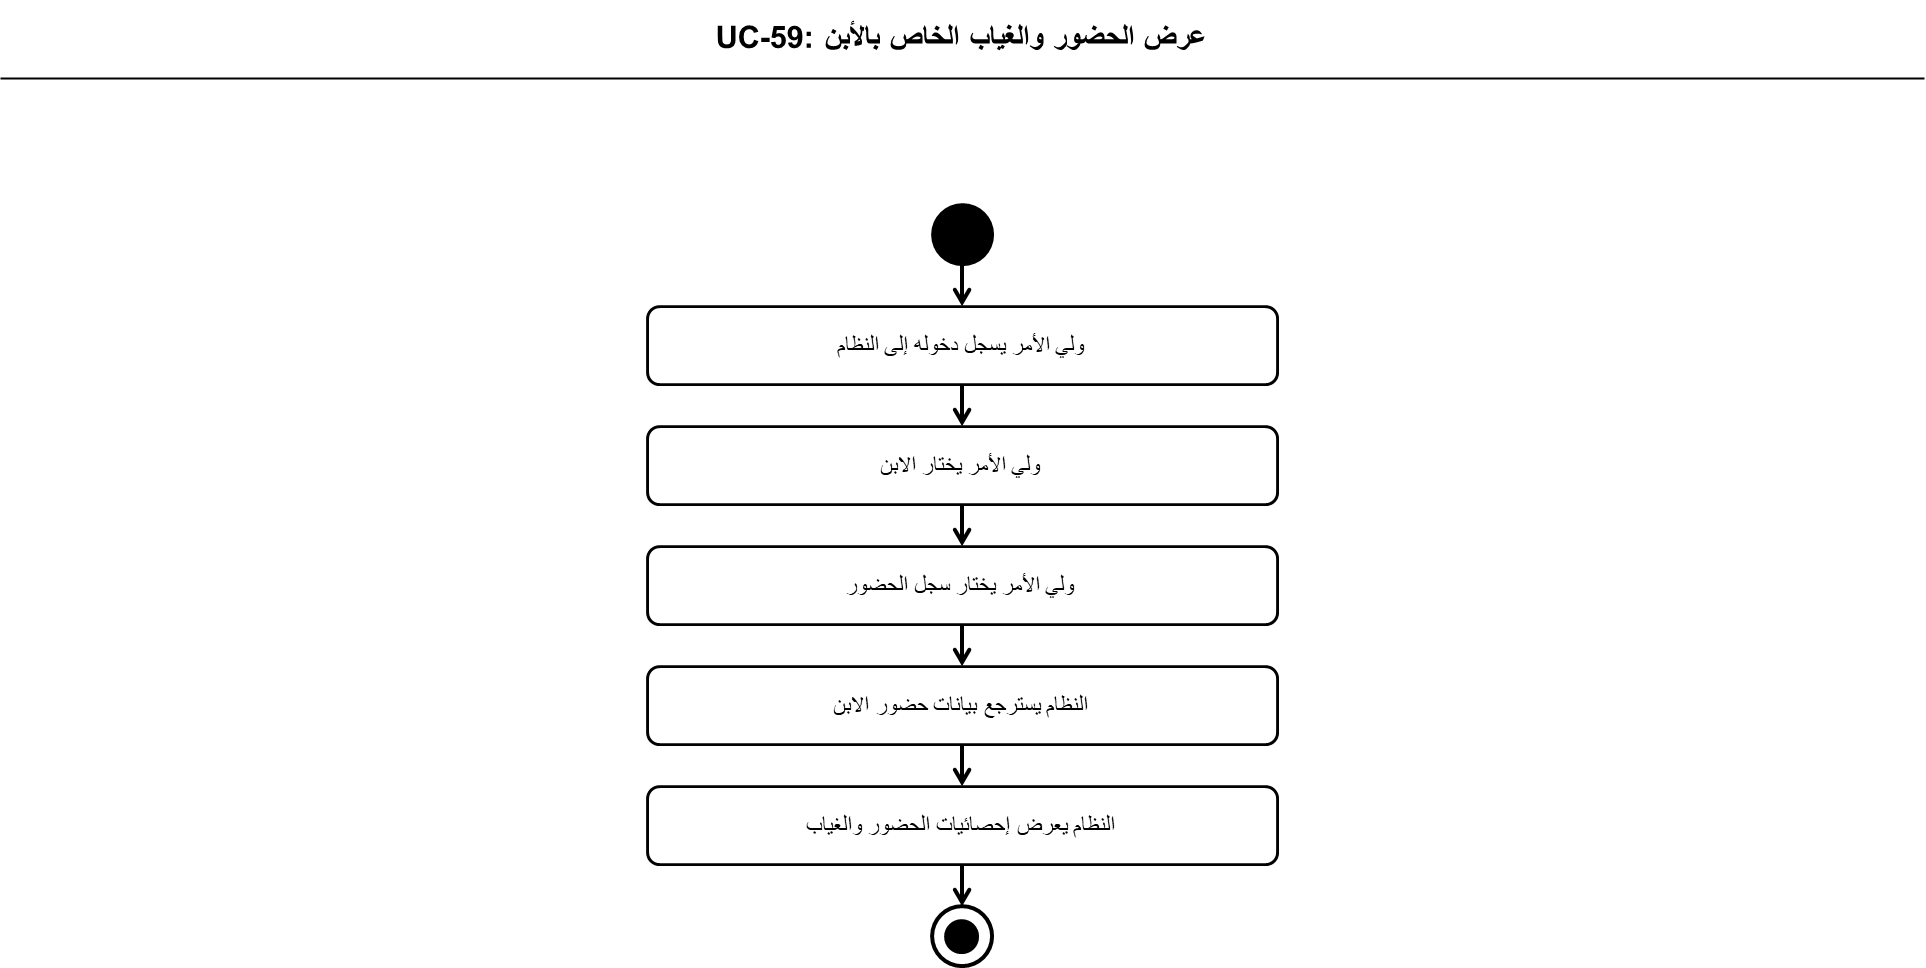 UC-59: عرض الحضور والغياب الخاص بالأبن
ولي الأمر يسجل دخوله إلى النظام
ولي الأمر يختار الابن
ولي الأمر يختار سجل الحضور
النظام يسترجع بيانات حضور الابن
النظام يعرض إحصائيات الحضور والغياب